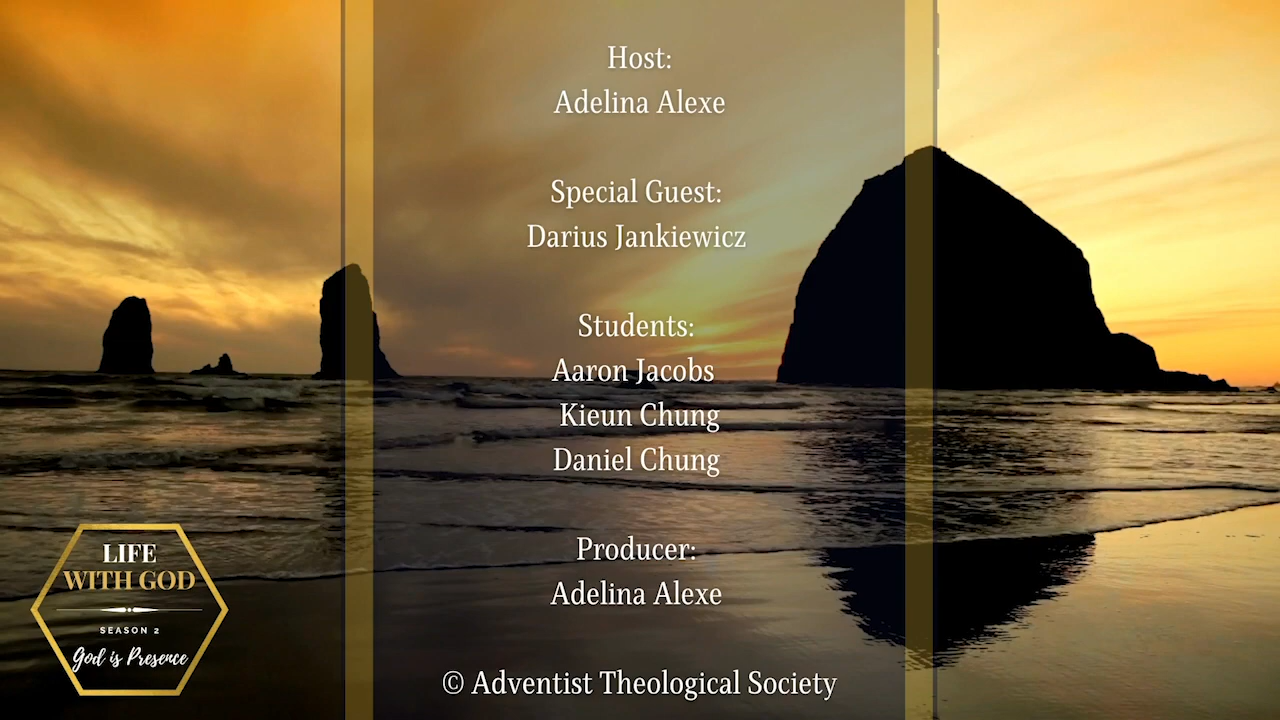 Host:
Adelina Alexe
Special Guest:
Darius Jankiewicz
Students:
Aaron Jacobs
Kieun Chung
Daniel Chung
Producer:
Adelina Alexe
© Adventist Theological Society
LIFE
WITH GOD
SEASON 2
God is Presence